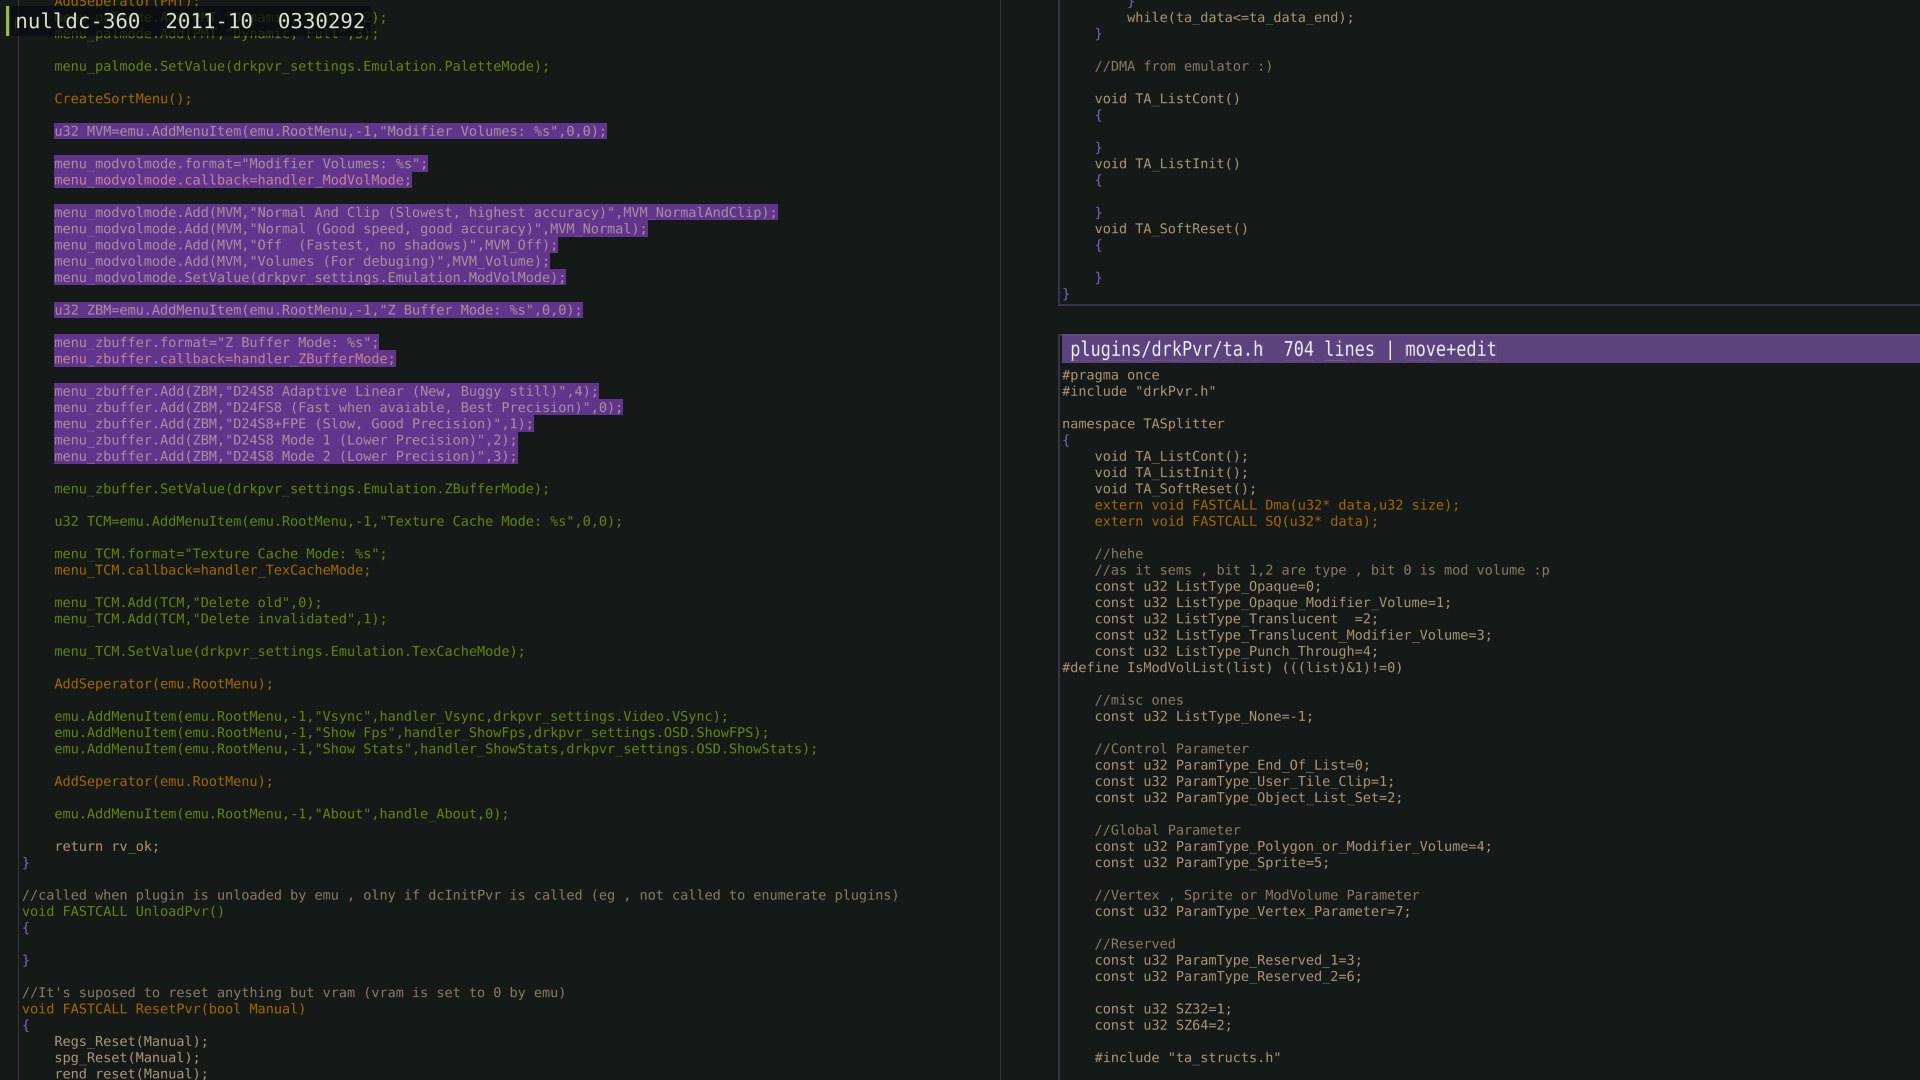 nulldc-360  2011-10  0330292
    AddSeperator(PMT);
    menu_palmode.SetValue(drkpvr_settings.Emulation.PaletteMode);
    CreateSortMenu();
    u32 MVM=emu.AddMenuItem(emu.RootMenu,-1,"Modifier Volumes: %s",0,0);
    menu_modvolmode.format="Modifier Volumes: %s";
    menu_modvolmode.callback=handler_ModVolMode;
    menu_modvolmode.Add(MVM,"Normal And Clip (Slowest, highest accuracy)",MVM_NormalAndClip);
    menu_modvolmode.Add(MVM,"Normal (Good speed, good accuracy)",MVM_Normal);
    menu_modvolmode.Add(MVM,"Off  (Fastest, no shadows)",MVM_Off);
    menu_modvolmode.Add(MVM,"Volumes (For debuging)",MVM_Volume);
    menu_modvolmode.SetValue(drkpvr_settings.Emulation.ModVolMode);
    u32 ZBM=emu.AddMenuItem(emu.RootMenu,-1,"Z Buffer Mode: %s",0,0);
    menu_zbuffer.format="Z Buffer Mode: %s";
    menu_zbuffer.callback=handler_ZBufferMode;
    menu_zbuffer.Add(ZBM,"D24S8 Adaptive Linear (New, Buggy still)",4);
    menu_zbuffer.Add(ZBM,"D24FS8 (Fast when avaiable, Best Precision)",0);
    menu_zbuffer.Add(ZBM,"D24S8+FPE (Slow, Good Precision)",1);
    menu_zbuffer.Add(ZBM,"D24S8 Mode 1 (Lower Precision)",2);
    menu_zbuffer.Add(ZBM,"D24S8 Mode 2 (Lower Precision)",3);
    menu_zbuffer.SetValue(drkpvr_settings.Emulation.ZBufferMode);
    u32 TCM=emu.AddMenuItem(emu.RootMenu,-1,"Texture Cache Mode: %s",0,0);
    menu_TCM.format="Texture Cache Mode: %s";
    menu_TCM.callback=handler_TexCacheMode;
    menu_TCM.Add(TCM,"Delete old",0);
    menu_TCM.Add(TCM,"Delete invalidated",1);
    menu_TCM.SetValue(drkpvr_settings.Emulation.TexCacheMode);
    AddSeperator(emu.RootMenu);
    emu.AddMenuItem(emu.RootMenu,-1,"Vsync",handler_Vsync,drkpvr_settings.Video.VSync);
    emu.AddMenuItem(emu.RootMenu,-1,"Show Fps",handler_ShowFps,drkpvr_settings.OSD.ShowFPS);
    emu.AddMenuItem(emu.RootMenu,-1,"Show Stats",handler_ShowStats,drkpvr_settings.OSD.ShowStats);
    AddSeperator(emu.RootMenu);
    emu.AddMenuItem(emu.RootMenu,-1,"About",handle_About,0);
    return rv_ok;
}
//called when plugin is unloaded by emu , olny if dcInitPvr is called (eg , not called to enumerate plugins)
void FASTCALL UnloadPvr()
{
}
//It's suposed to reset anything but vram (vram is set to 0 by emu)
void FASTCALL ResetPvr(bool Manual)
{
    Regs_Reset(Manual);
    spg_Reset(Manual);
    rend_reset(Manual);
        }
        while(ta_data<=ta_data_end);
    }
    //DMA from emulator :)
    void TA_ListCont()
    {
    }
    void TA_ListInit()
    {
    }
    void TA_SoftReset()
    {
    }
}
plugins/drkPvr/ta.h  704 lines | move+edit
#pragma once
#include "drkPvr.h"
namespace TASplitter
{
    void TA_ListCont();
    void TA_ListInit();
    void TA_SoftReset();
    extern void FASTCALL Dma(u32* data,u32 size);
    extern void FASTCALL SQ(u32* data);
    //hehe
    //as it sems , bit 1,2 are type , bit 0 is mod volume :p
    const u32 ListType_Opaque=0;
    const u32 ListType_Opaque_Modifier_Volume=1;
    const u32 ListType_Translucent  =2;
    const u32 ListType_Translucent_Modifier_Volume=3;
    const u32 ListType_Punch_Through=4;
#define IsModVolList(list) (((list)&1)!=0)
    //misc ones
    const u32 ListType_None=-1;
    //Control Parameter
    const u32 ParamType_End_Of_List=0;
    const u32 ParamType_User_Tile_Clip=1;
    const u32 ParamType_Object_List_Set=2;
    //Global Parameter
    const u32 ParamType_Polygon_or_Modifier_Volume=4;
    const u32 ParamType_Sprite=5;
    //Vertex , Sprite or ModVolume Parameter
    const u32 ParamType_Vertex_Parameter=7;
    //Reserved
    const u32 ParamType_Reserved_1=3;
    const u32 ParamType_Reserved_2=6;
    const u32 SZ32=1;
    const u32 SZ64=2;
    #include "ta_structs.h"